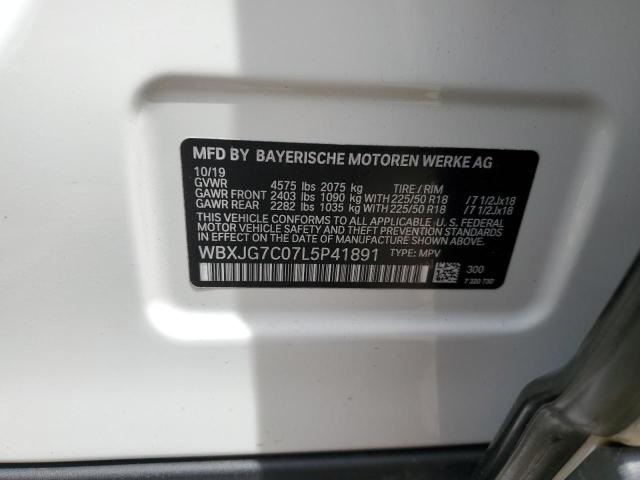 MFD BY BAYERISCHE MOTOREN WERKE AG
10/19
GVWR 4575 lbs 2075 kg TIRE / RIM
GAWR FRONT 2403 lbs 1090 kg WITH 225/50 R18 /7 1/2Jx18
GAWR REAR 2282 lbs 1035 kg WITH 225/50 R18 /7 1/2Jx18
THIS VEHICLE CONFORMS TO ALL APPLICABLE U. S. FEDERAL
MOTOR VEHICLE SAFETY AND THEFT PREVENTION STANDARDS
IN EFFECT ON THE DATE OF MANUFACTURE SHOWN ABOVE.
WBXJG7C07L5P41891 TYPE: MPV
300
7 320 730